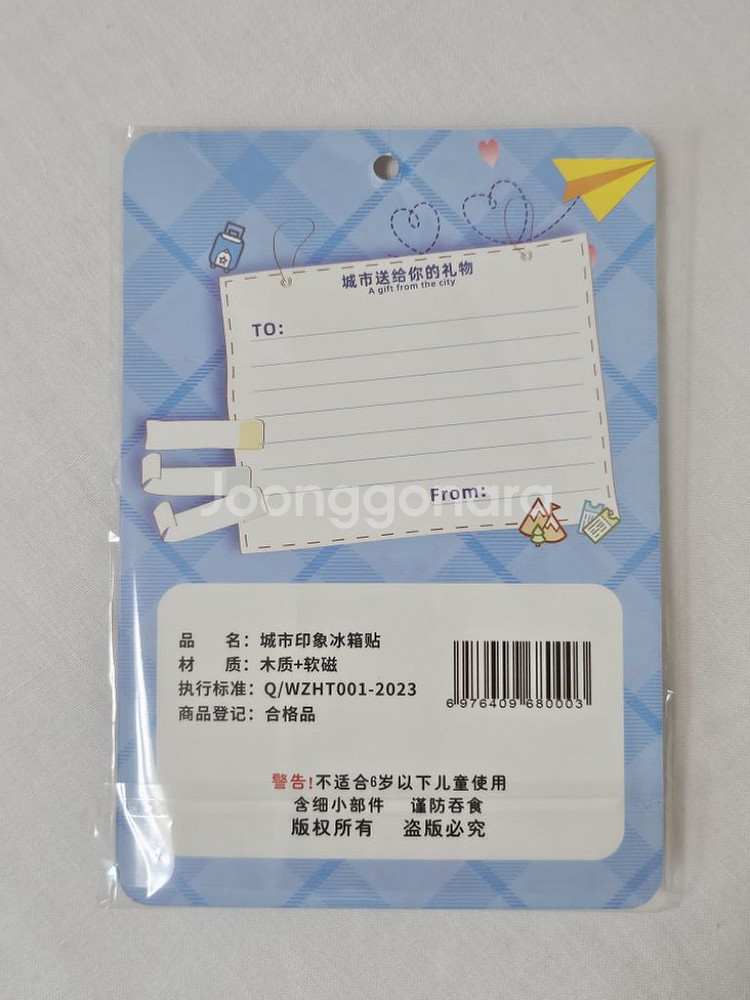 城市送给你的礼物
A gift from the city
TO:
From:
Joonggonara
品 名：城市印象冰箱贴
材 质：木质+软磁
执行标准：Q/WZHT001-2023
商品登记：合格品
6 976409 680003
警告!不适合6岁以下儿童使用
含细小部件 谨防吞食
版权所有 盗版必究